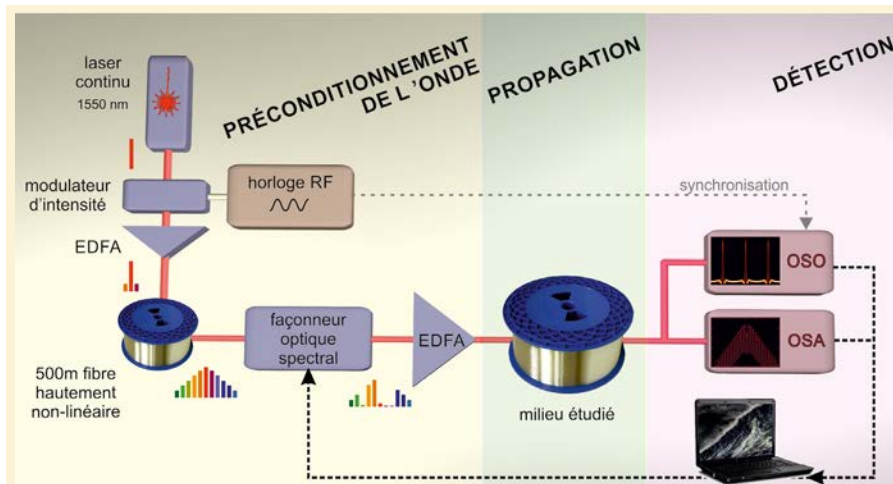 PRÉCONDITIONNEMENT
DE L 'ONDE
PROPAGATION
DÉTECTION
laser
continu
1550 nm
modulateur
d'intensité
horloge RF
synchronisation
EDFA
OSO
façonneur
optique
spectral
EDFA
OSA
500m fibre
hautement
non-linéaire
milieu étudié